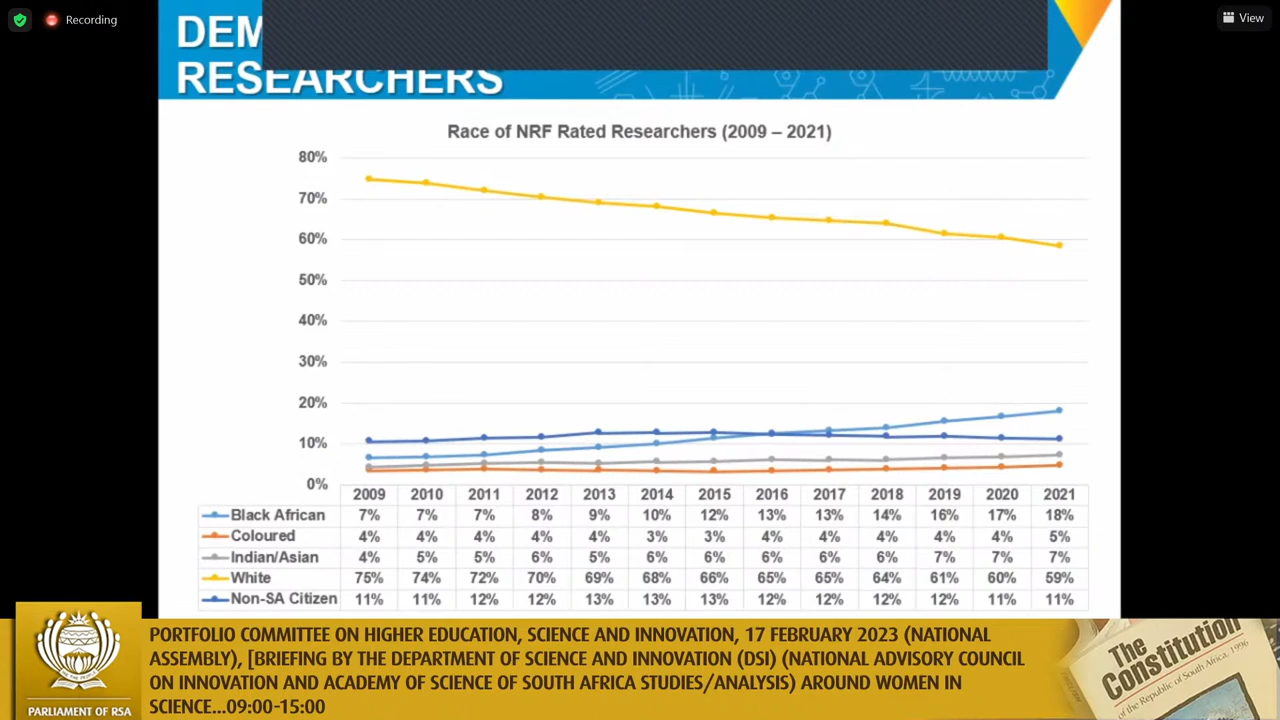 Recording
View
DEM
RESEARCHERS
Race of NRF Rated Researchers (2009 – 2021)
80%
70%
60%
50%
40%
30%
20%
10%
0%
2009 2010 2011 2012 2013 2014 2015 2016 2017 2018 2019 2020 2021
Black African 7% 7% 7% 8% 9% 10% 12% 13% 13% 14% 16% 17% 18%
Coloured 4% 4% 4% 4% 4% 3% 3% 4% 4% 4% 4% 4% 5%
Indian/Asian 4% 5% 5% 6% 5% 6% 6% 6% 6% 6% 7% 7% 7%
White 75% 74% 72% 70% 69% 68% 66% 65% 65% 64% 61% 60% 59%
Non-SA Citizen 11% 11% 12% 12% 13% 13% 13% 12% 12% 12% 12% 11% 11%
PORTFOLIO COMMITTEE ON HIGHER EDUCATION, SCIENCE AND INNOVATION, 17 FEBRUARY 2023 (NATIONAL
ASSEMBLY), [BRIEFING BY THE DEPARTMENT OF SCIENCE AND INNOVATION (DSI) (NATIONAL ADVISORY COUNCIL
ON INNOVATION AND ACADEMY OF SCIENCE OF SOUTH AFRICA STUDIES/ANALYSIS) AROUND WOMEN IN
SCIENCE...09:00-15:00
PARLIAMENT OF RSA
The
Constitution
of the Republic of South Africa, 1996